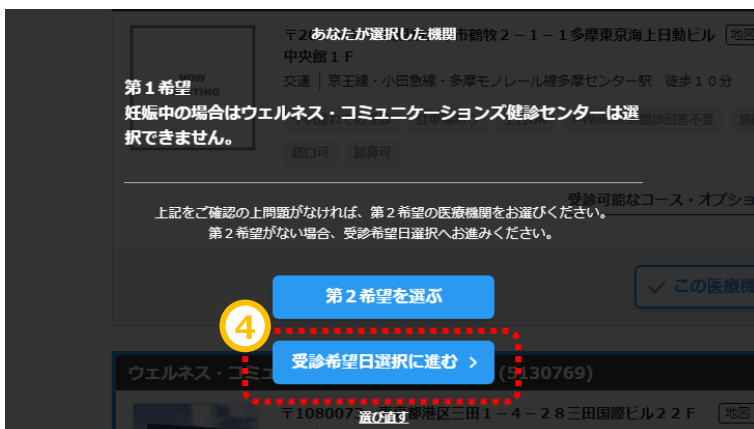 あなたが選択した機関
〒2
市鶴牧2-1-1多摩東京海上日動ビル 地図
中央館1F
NOW
交通 京王線・小田急線・多摩モノレール線多摩センター駅 徒歩10分
第1希望
妊娠中の場合はウェルネス・コミュニケーションズ健診センターは選
択できません。
問診回答不要
経口可 経鼻可
受診可能なコース・オプショ
上記をご確認の上問題がなければ、第2希望の医療機関をお選びください。
第2希望がない場合、受診希望日選択へお進みください。
第2希望を選ぶ
この医療機
④
受診希望日選択に進む >
ウェルネス・コミュ
(5130769)
〒1080073
都港区三田1-4-28三田国際ビル22F 地図
選び直す